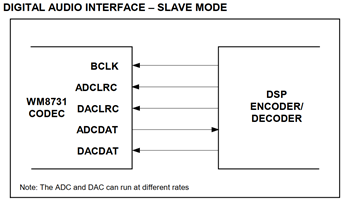 DIGITAL AUDIO INTERFACE – SLAVE MODE
BCLK
ADCLRC
WM8731
CODEC
DACLRC
ADCDAT
DACDAT
DSP
ENCODER/
DECODER
Note: The ADC and DAC can run at different rates